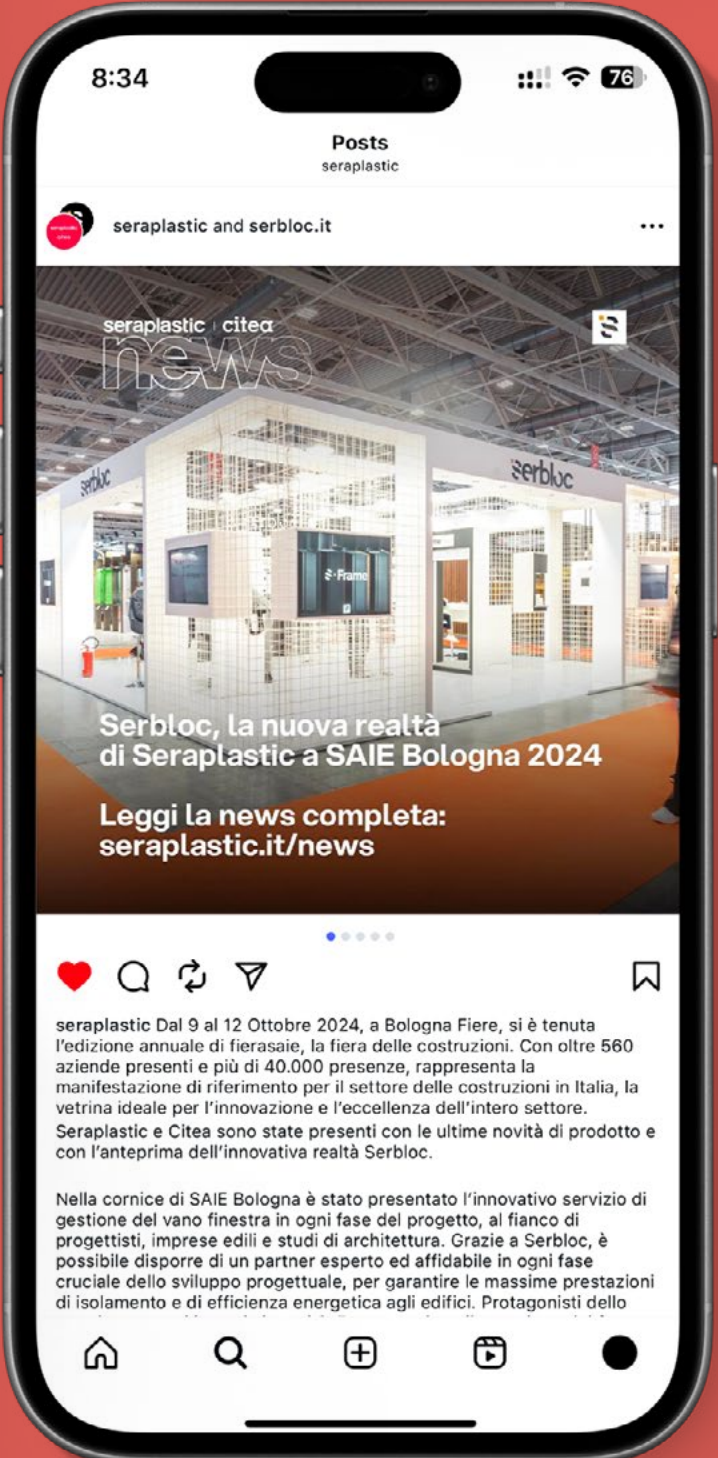 8:34
76
Posts
seraplastic
seraplastic and serbloc.it
seraplastic citea
news
serbloc
serbloc
Frame
Serbloc, la nuova realtà
di Seraplastic a SAIE Bologna 2024
Leggi la news completa:
seraplastic.it/news
seraplastic Dal 9 al 12 Ottobre 2024, a Bologna Fiere, si è tenuta
l'edizione annuale di fierasaie, la fiera delle costruzioni. Con oltre 560
aziende presenti e più di 40.000 presenze, rappresenta la
manifestazione di riferimento per il settore delle costruzioni in Italia, la
vetrina ideale per l'innovazione e l'eccellenza dell'intero settore.
Seraplastic e Citea sono state presenti con le ultime novità di prodotto e
con l'anteprima dell'innovativa realtà Serbloc.
Nella cornice di SAIE Bologna è stato presentato l'innovativo servizio di
gestione del vano finestra in ogni fase del progetto, al fianco di
progettisti, imprese edili e studi di architettura. Grazie a Serbloc, è
possibile disporre di un partner esperto ed affidabile in ogni fase
cruciale dello sviluppo progettuale, per garantire le massime prestazioni
di isolamento e di efficienza energetica agli edifici. Protagonisti dello